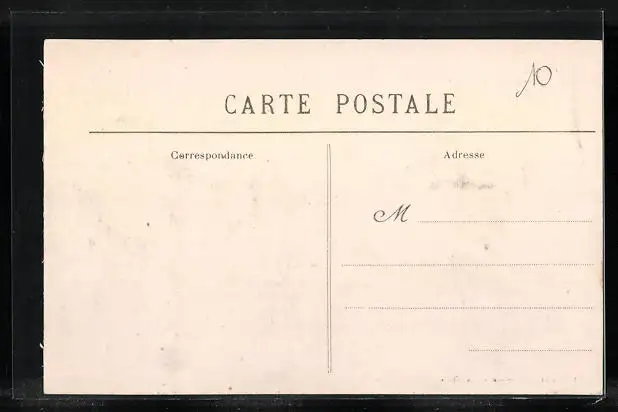 10
CARTE POSTALE
Correspondance
Adresse
M